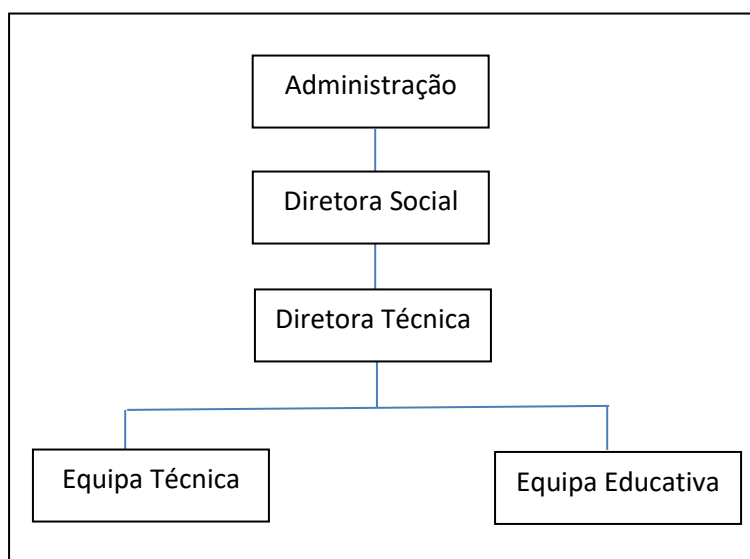 Administração
Diretora Social
Diretora Técnica
Equipa Técnica
Equipa Educativa